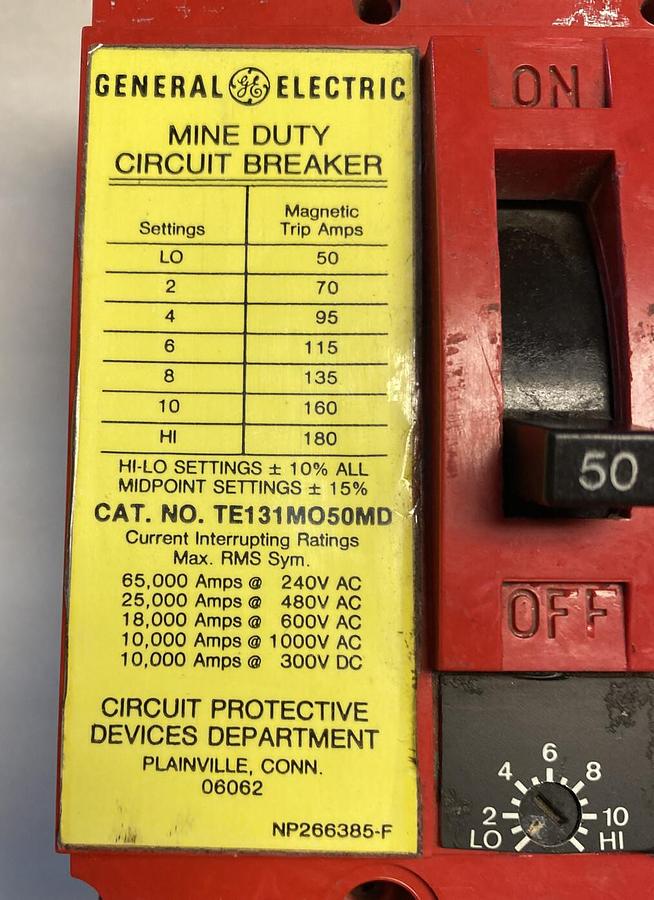 GENERAL GE ELECTRIC
MINE DUTY
CIRCUIT BREAKER
Settings Magnetic Trip Amps
LO 50
2 70
4 95
6 115
8 135
10 160
HI 180
HI-LO SETTINGS ± 10% ALL
MIDPOINT SETTINGS ± 15%
CAT. NO. TE131MO50MD
Current Interrupting Ratings
Max. RMS Sym.
65,000 Amps @ 240V AC
25,000 Amps @ 480V AC
18,000 Amps @ 600V AC
10,000 Amps @ 1000V AC
10,000 Amps @ 300V DC
CIRCUIT PROTECTIVE
DEVICES DEPARTMENT
PLAINVILLE, CONN.
06062
NP266385-F
ON
50
OFF
6
4 8
2 10
LO HI